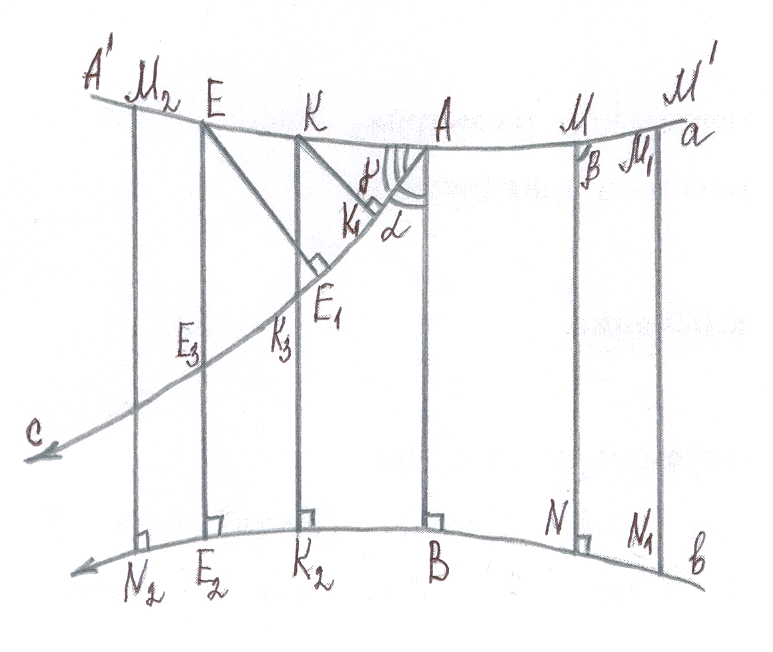 A' M₂ E K A M M' a
γ β M₁
K₁ α
E₁
E₃ K₃
c
N₂ E₂ K₂ B N N₁ b